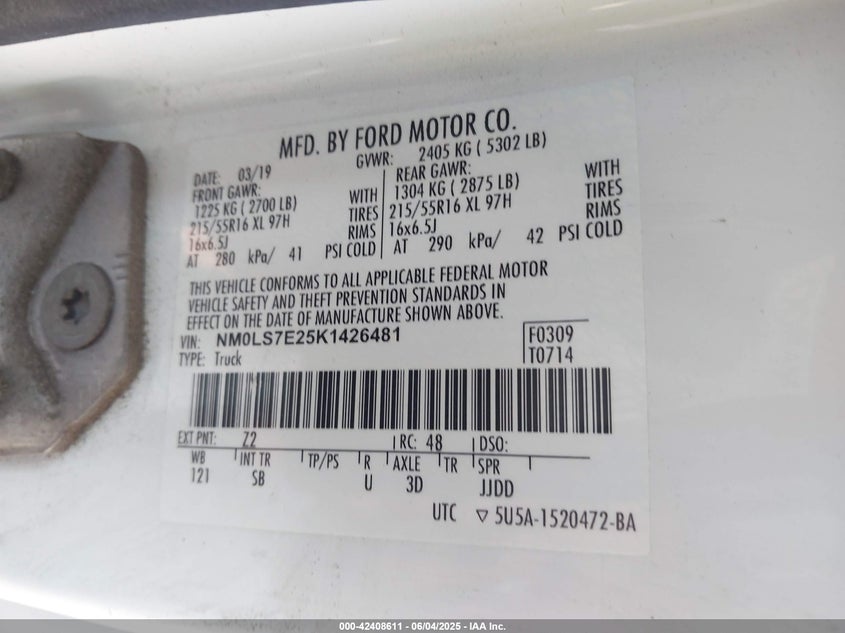 MFD. BY FORD MOTOR CO.
DATE: 03/19 GVWR: 2405 KG ( 5302 LB)
FRONT GAWR: REAR GAWR:
1225 KG ( 2700 LB) WITH 1304 KG ( 2875 LB) WITH
215/55R16 XL 97H TIRES 215/55R16 XL 97H TIRES
16x6.5J RIMS 16x6.5J RIMS
AT 280 kPa/ 41 PSI COLD AT 290 kPa/ 42 PSI COLD
THIS VEHICLE CONFORMS TO ALL APPLICABLE FEDERAL MOTOR
VEHICLE SAFETY AND THEFT PREVENTION STANDARDS IN
EFFECT ON THE DATE OF MANUFACTURE SHOWN ABOVE.
VIN: NM0LS7E25K1426481 F0309
TYPE: Truck T0714
EXT PNT: Z2 RC: 48 DSO:
WB INT TR TP/PS R AXLE TR SPR
121 SB U 3D JJDD
UTC ▽ 5U5A-1520472-BA
000-42408611 - 06/04/2025 - IAA Inc.